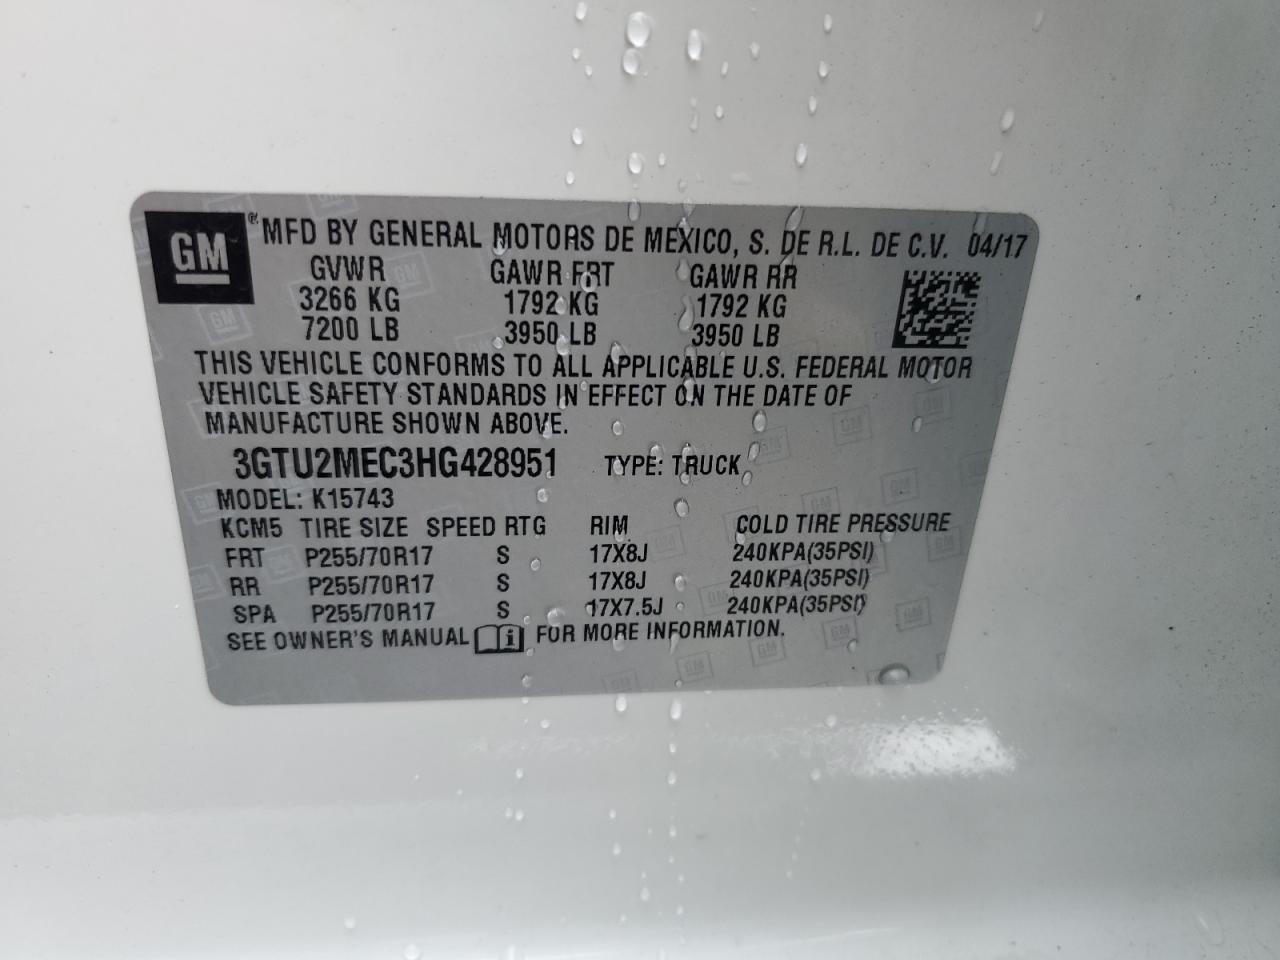 GM ® MFD BY GENERAL MOTORS DE MEXICO, S. DE R.L. DE C.V. 04/17
GVWR GAWR FRT GAWR RR
3266 KG 1792 KG 1792 KG
7200 LB 3950 LB 3950 LB
THIS VEHICLE CONFORMS TO ALL APPLICABLE U.S. FEDERAL MOTOR
VEHICLE SAFETY STANDARDS IN EFFECT ON THE DATE OF
MANUFACTURE SHOWN ABOVE.
3GTU2MEC3HG428951 TYPE: TRUCK
MODEL: K15743
KCM5 TIRE SIZE SPEED RTG RIM COLD TIRE PRESSURE
FRT P255/70R17 S 17X8J 240KPA(35PSI)
RR P255/70R17 S 17X8J 240KPA(35PSI)
SPA P255/70R17 S 17X7.5J 240KPA(35PSI)
SEE OWNER'S MANUAL i FOR MORE INFORMATION.